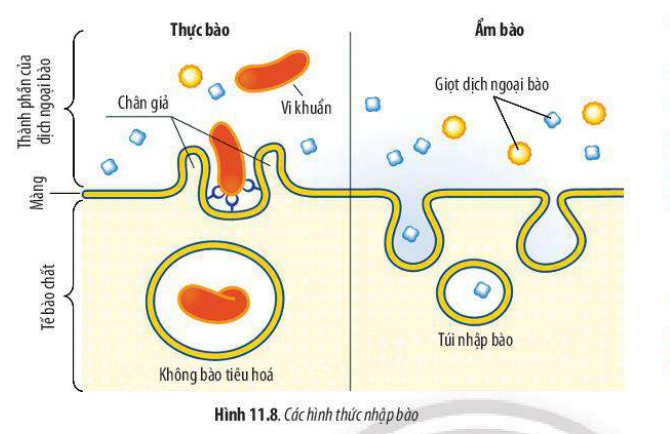 Thực bào
Ẩm bào
Thành phần của
dịch ngoại bào
Chân giả
Vi khuẩn
Giọt dịch ngoại bào
Màng
Tế bào chất
Không bào tiêu hoá
Túi nhập bào
Hình 11.8. Các hình thức nhập bào